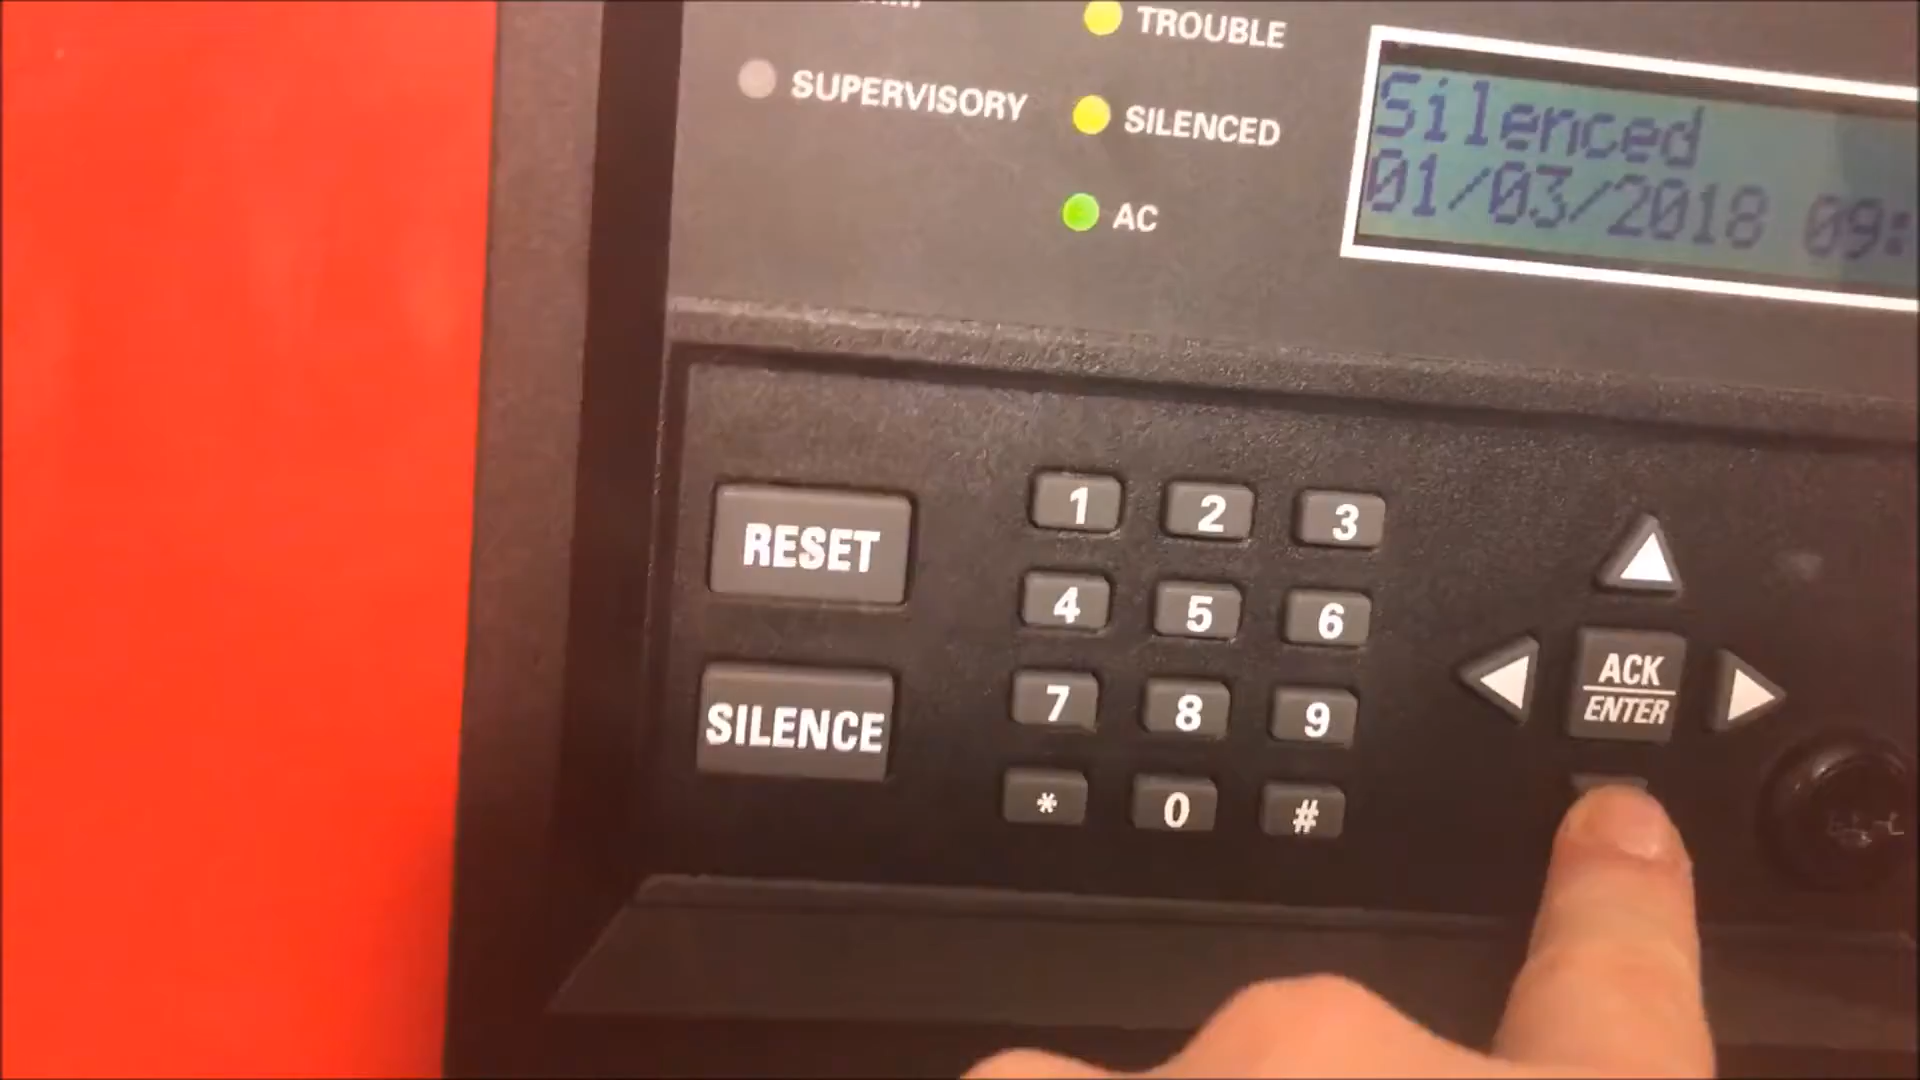 TROUBLE
SUPERVISORY
SILENCED
AC
Silenced
01/03/2018 09:
RESET
SILENCE
1 2 3
4 5 6
7 8 9
* 0 #
ACK
ENTER